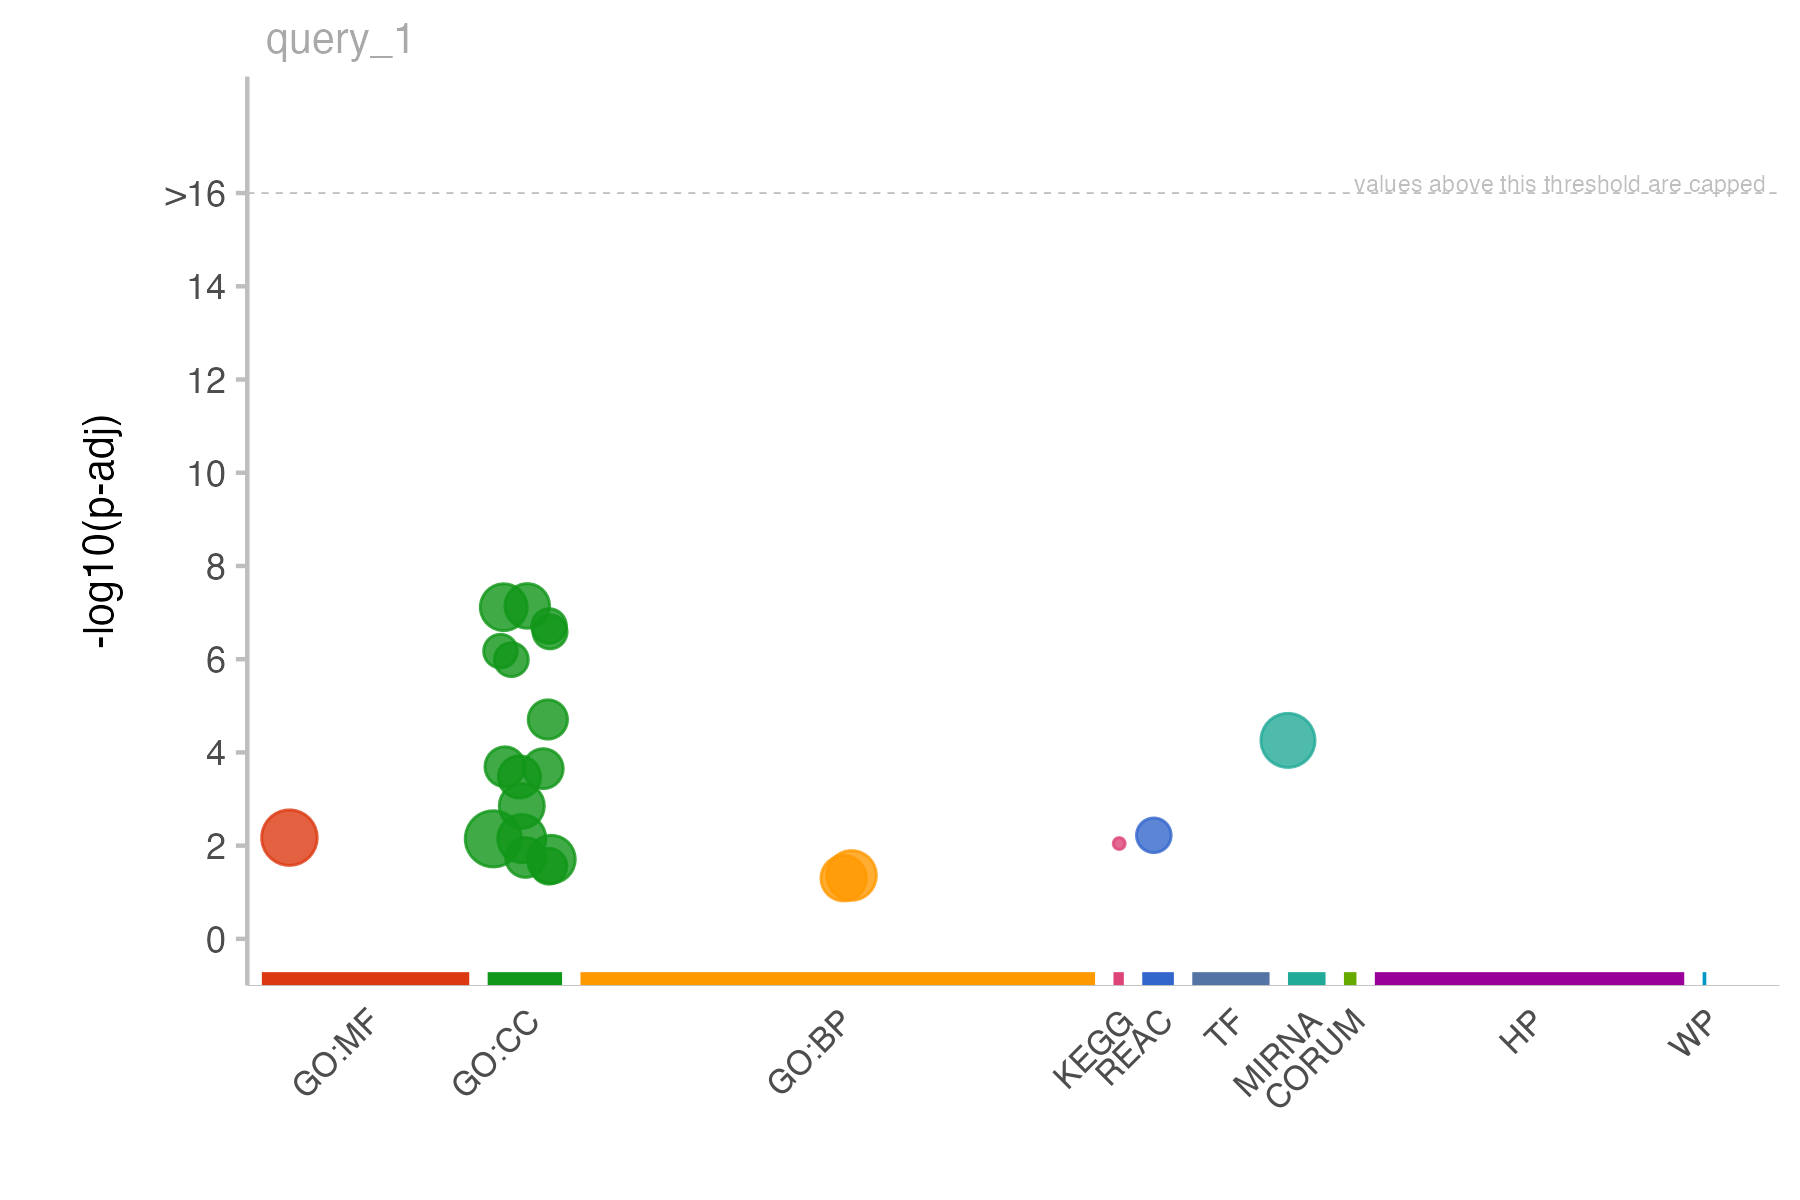 query_1
values above this threshold are capped
>16
14
12
10
8
6
4
2
0
-log10(p-adj)
GO:MF
GO:CC
GO:BP
KEGG
REAC
TF
MIRNA
CORUM
HP
WP